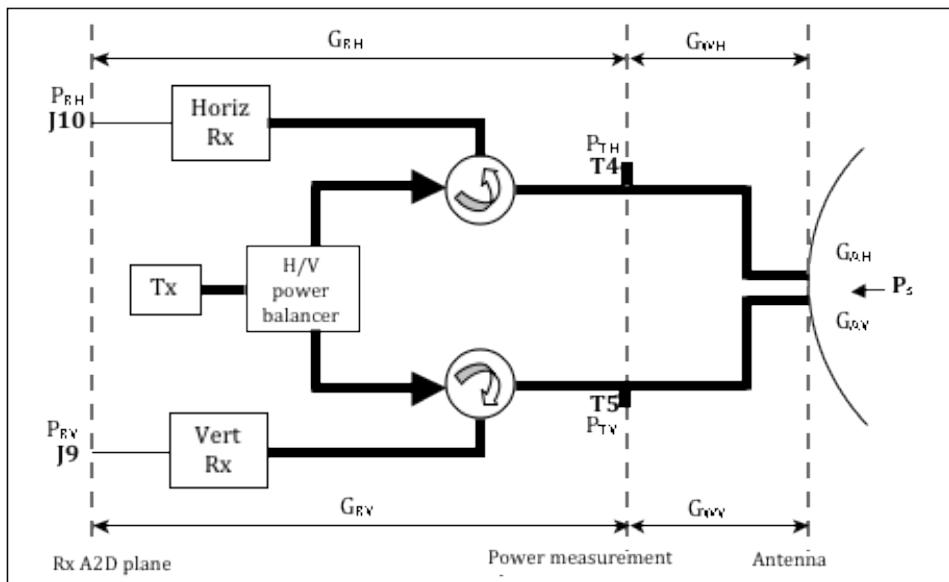 G_RH
G_WH
P_RH
J10
Horiz
Rx
P_TH
T4
G_AH
Tx
H/V
power
balancer
P_S
G_AV
T5
P_TV
P_RV
J9
Vert
Rx
G_RV
G_WV
Rx A2D plane
Power measurement
Antenna